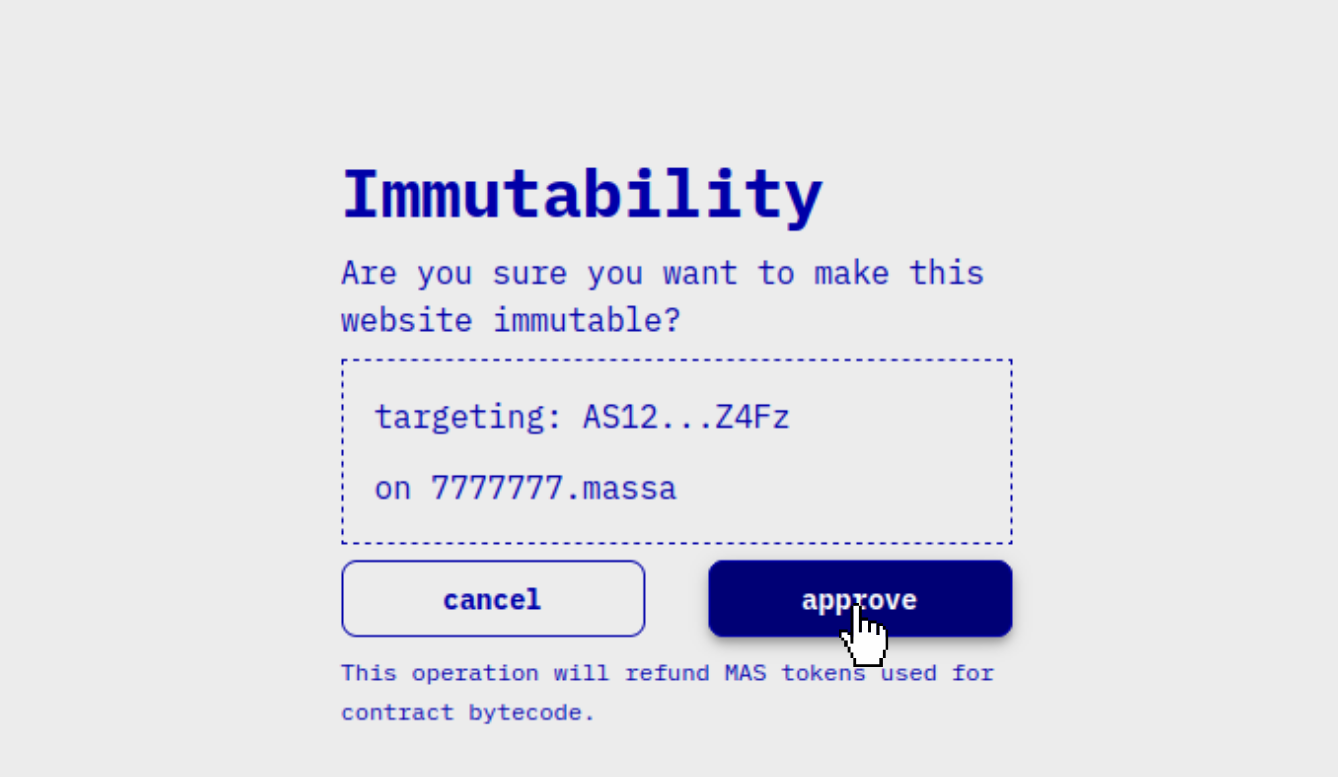 Immutability
Are you sure you want to make this
website immutable?
targeting: AS12...Z4Fz
on 7777777.massa
cancel
approve
This operation will refund MAS tokens used for
contract bytecode.